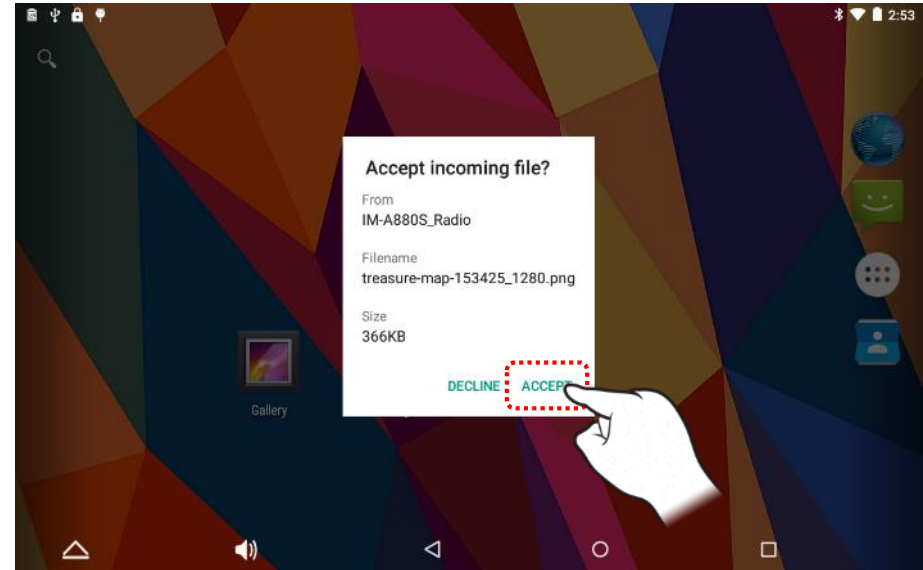 2:53
Accept incoming file?
From
IM-A880S_Radio
Filename
treasure-map-153425_1280.png
Size
366KB
DECLINE ACCEPT
Gallery